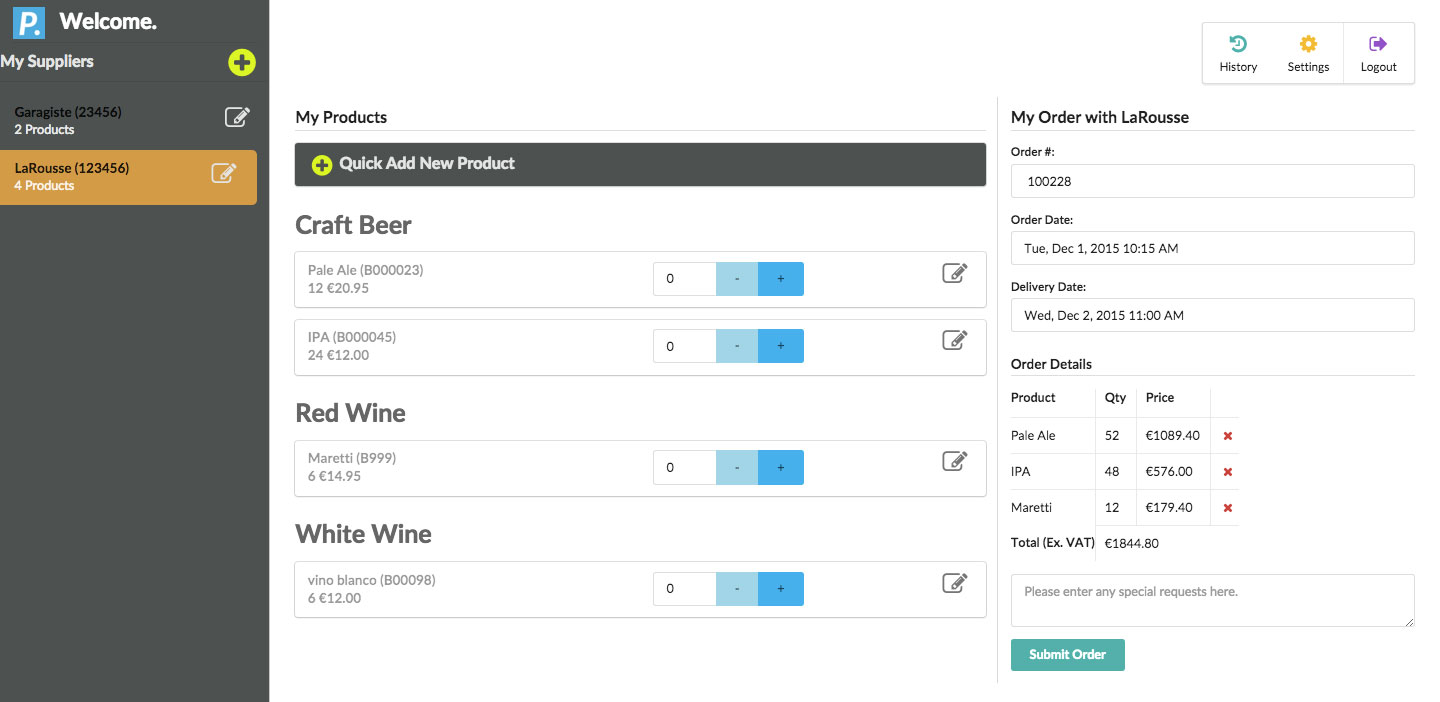 P. Welcome.
My Suppliers
Garagiste (23456)
2 Products
LaRousse (123456)
4 Products
History Settings Logout
My Products
Quick Add New Product
Craft Beer
Pale Ale (B000023)
12 €20.95
0 - +
IPA (B000045)
24 €12.00
0 - +
Red Wine
Maretti (B999)
6 €14.95
0 - +
White Wine
vino blanco (B00098)
6 €12.00
0 - +
My Order with LaRousse
Order #:
100228
Order Date:
Tue, Dec 1, 2015 10:15 AM
Delivery Date:
Wed, Dec 2, 2015 11:00 AM
Order Details
Product Qty Price
Pale Ale 52 €1089.40
IPA 48 €576.00
Maretti 12 €179.40
Total (Ex. VAT) €1844.80
Please enter any special requests here.
Submit Order